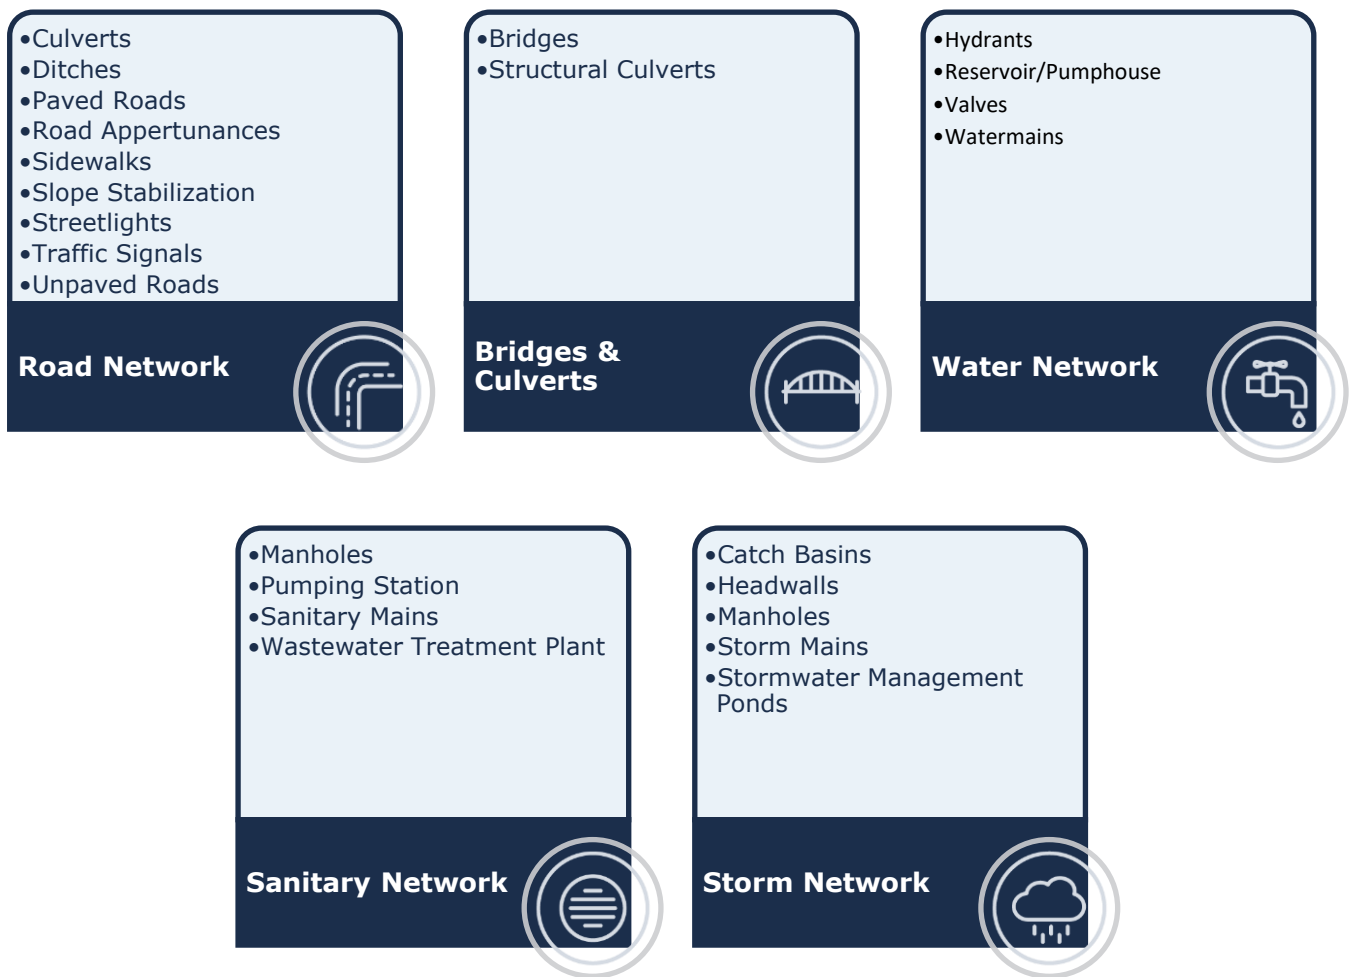 •Culverts
•Ditches
•Paved Roads
•Road Appertunances
•Sidewalks
•Slope Stabilization
•Streetlights
•Traffic Signals
•Unpaved Roads
Road Network
•Bridges
•Structural Culverts
Bridges &
Culverts
•Hydrants
•Reservoir/Pumphouse
•Valves
•Watermains
Water Network
•Manholes
•Pumping Station
•Sanitary Mains
•Wastewater Treatment Plant
Sanitary Network
•Catch Basins
•Headwalls
•Manholes
•Storm Mains
•Stormwater Management
Ponds
Storm Network